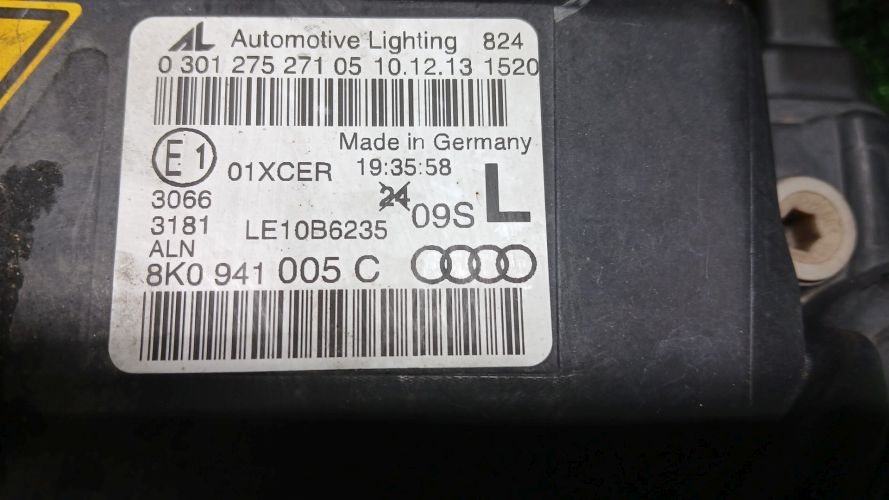 AL Automotive Lighting 824
0 301 275 271 05 10.12.13 1520
Made in Germany
E1 01XCER 19:35:58
3066 24 09S L
3181 LE10B6235
ALN
8K0 941 005 C